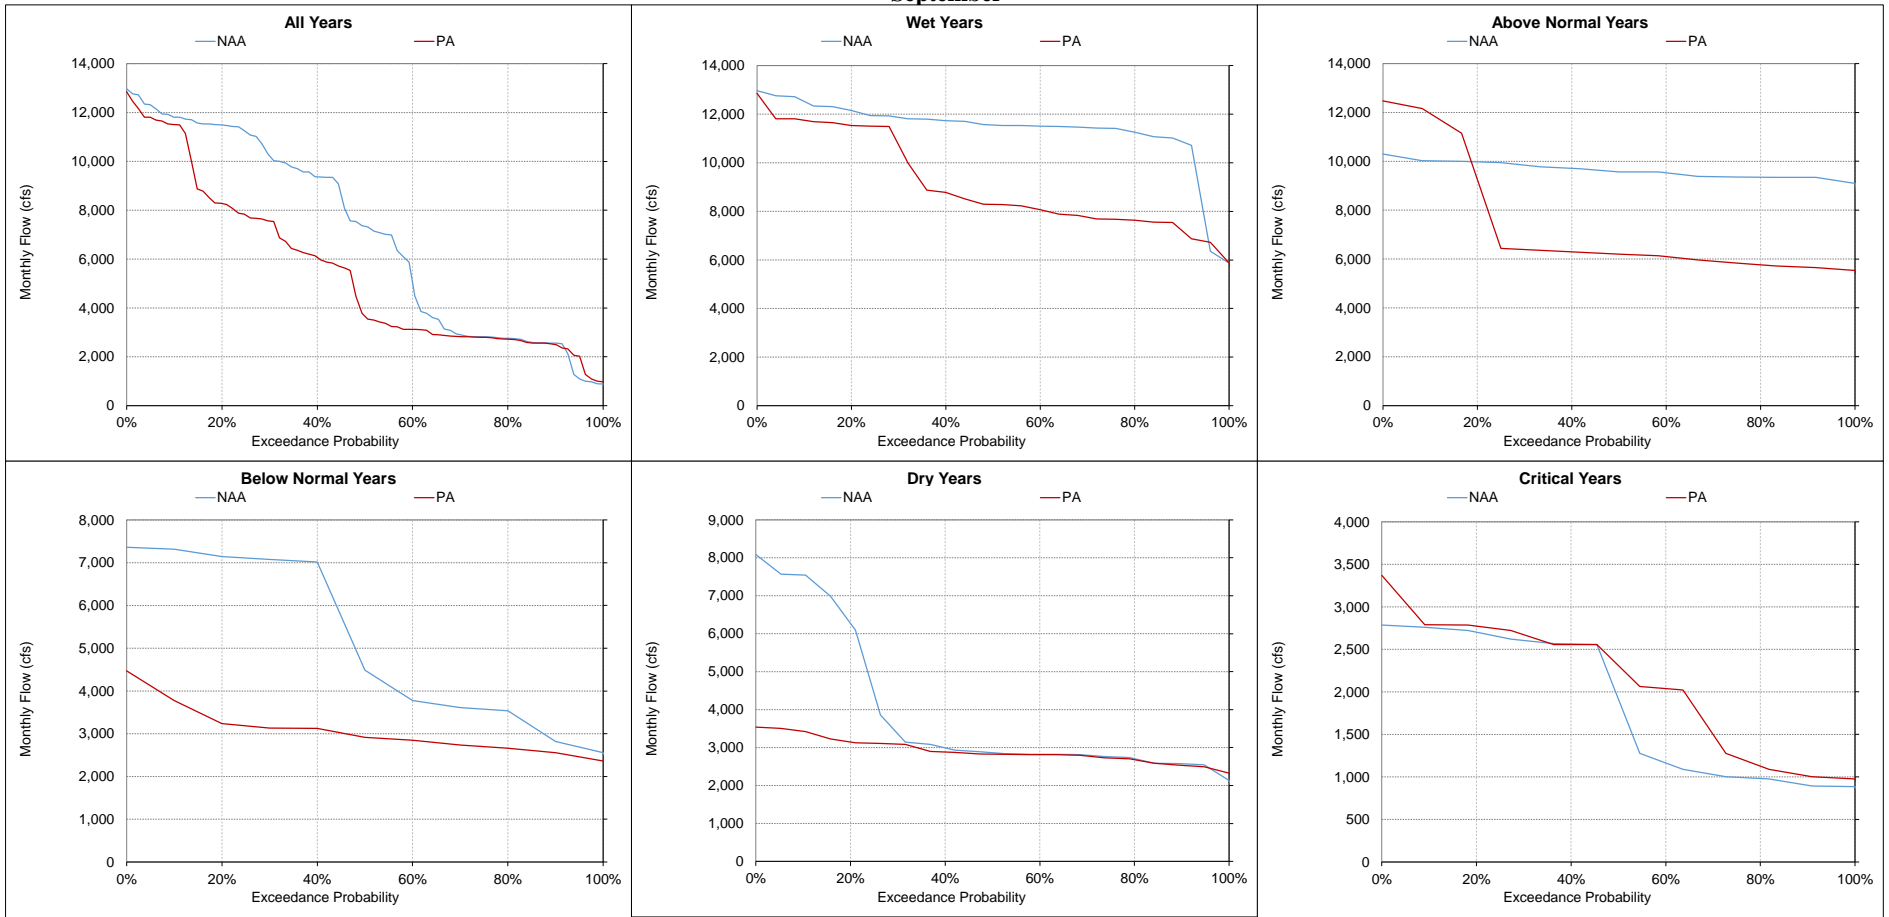 September
All Years
NAA PA
14,000
12,000
10,000
8,000
6,000
4,000
2,000
0
Monthly Flow (cfs)
0% 20% 40% 60% 80% 100%
Exceedance Probability
Wet Years
NAA PA
14,000
12,000
10,000
8,000
6,000
4,000
2,000
0
Monthly Flow (cfs)
0% 20% 40% 60% 80% 100%
Exceedance Probability
Above Normal Years
NAA PA
14,000
12,000
10,000
8,000
6,000
4,000
2,000
0
Monthly Flow (cfs)
0% 20% 40% 60% 80% 100%
Exceedance Probability
Below Normal Years
NAA PA
8,000
7,000
6,000
5,000
4,000
3,000
2,000
1,000
0
Monthly Flow (cfs)
0% 20% 40% 60% 80% 100%
Exceedance Probability
Dry Years
NAA PA
9,000
8,000
7,000
6,000
5,000
4,000
3,000
2,000
1,000
0
Monthly Flow (cfs)
0% 20% 40% 60% 80% 100%
Exceedance Probability
Critical Years
NAA PA
4,000
3,500
3,000
2,500
2,000
1,500
1,000
500
0
Monthly Flow (cfs)
0% 20% 40% 60% 80% 100%
Exceedance Probability